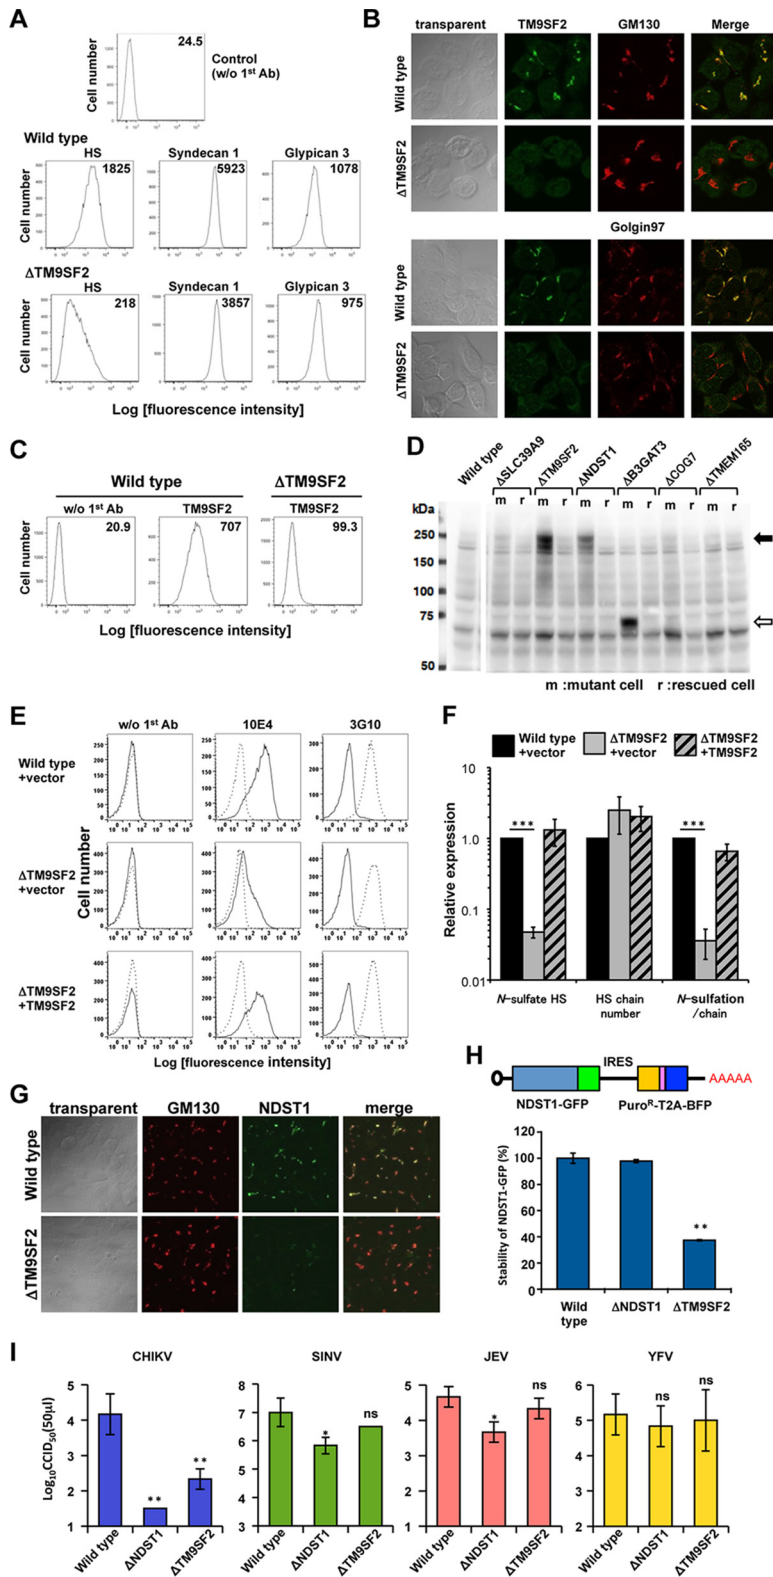 A
24.5
Control
(w/o 1st Ab)
Cell number
Wild type
HS
Syndecan 1
Glypican 3
1825
5923
1078
Cell number
ΔTM9SF2
HS
Syndecan 1
Glypican 3
218
3857
975
Cell number
Log [fluorescence intensity]
B
transparent
TM9SF2
GM130
Merge
Wild type
ΔTM9SF2
Golgin97
Wild type
ΔTM9SF2
C
Wild type
ΔTM9SF2
w/o 1st Ab
TM9SF2
TM9SF2
20.9
707
99.3
Cell number
Log [fluorescence intensity]
D
Wild type
ΔSLC39A9
ΔTM9SF2
ΔNDST1
ΔB3GAT3
ΔCOG7
ΔTMEM165
kDa
m r m r m r m r m r m r
250
150
100
75
50
m :mutant cell r :rescued cell
E
w/o 1st Ab
10E4
3G10
Wild type
+vector
ΔTM9SF2
+vector
ΔTM9SF2
+TM9SF2
Cell number
Log [fluorescence intensity]
F
Wild type
+vector
ΔTM9SF2
+vector
ΔTM9SF2
+TM9SF2
Relative expression
10
1.0
0.1
0.01
***
***
N-sulfate HS
HS chain
number
N-sulfation
/chain
G
transparent
GM130
NDST1
merge
Wild type
ΔTM9SF2
H
IRES
AAAAA
NDST1-GFP
PuroR-T2A-BFP
Stability of NDST1-GFP (%)
120
100
80
60
40
20
0
**
Wild
type
ΔNDST1
ΔTM9SF2
I
CHIKV
SINV
JEV
YFV
Log10CCID50(50μl)
5
4
3
2
1
**
**
Wild type
ΔNDST1
ΔTM9SF2
8
7
6
5
4
3
*
ns
Wild type
ΔNDST1
ΔTM9SF2
5
4
3
2
1
*
ns
Wild type
ΔNDST1
ΔTM9SF2
6
5
4
3
2
ns
ns
Wild type
ΔNDST1
ΔTM9SF2